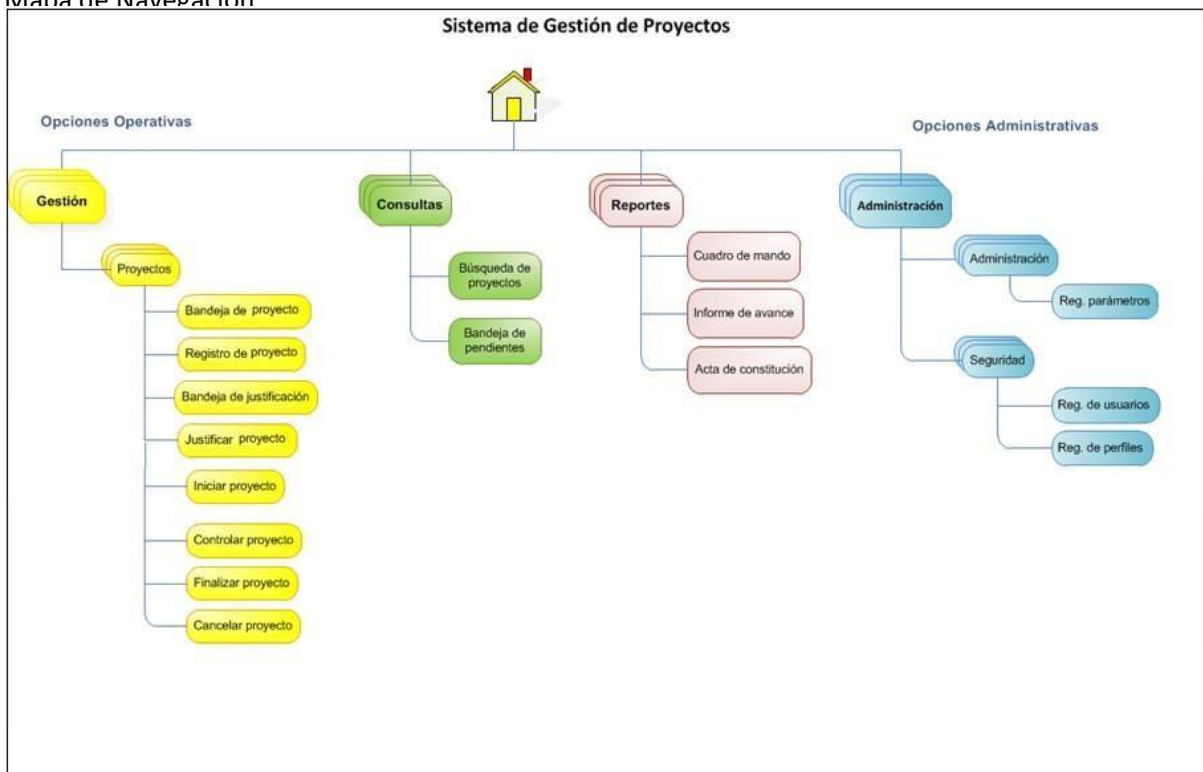 Mapa de Navegación
Sistema de Gestión de Proyectos
Opciones Operativas
Opciones Administrativas
Gestión
Proyectos
Bandeja de proyecto
Registro de proyecto
Bandeja de justificación
Justificar proyecto
Iniciar proyecto
Controlar proyecto
Finalizar proyecto
Cancelar proyecto
Consultas
Búsqueda de
proyectos
Bandeja de
pendientes
Reportes
Cuadro de mando
Informe de avance
Acta de constitución
Administración
Administración
Reg. parámetros
Seguridad
Reg. de usuarios
Reg. de perfiles